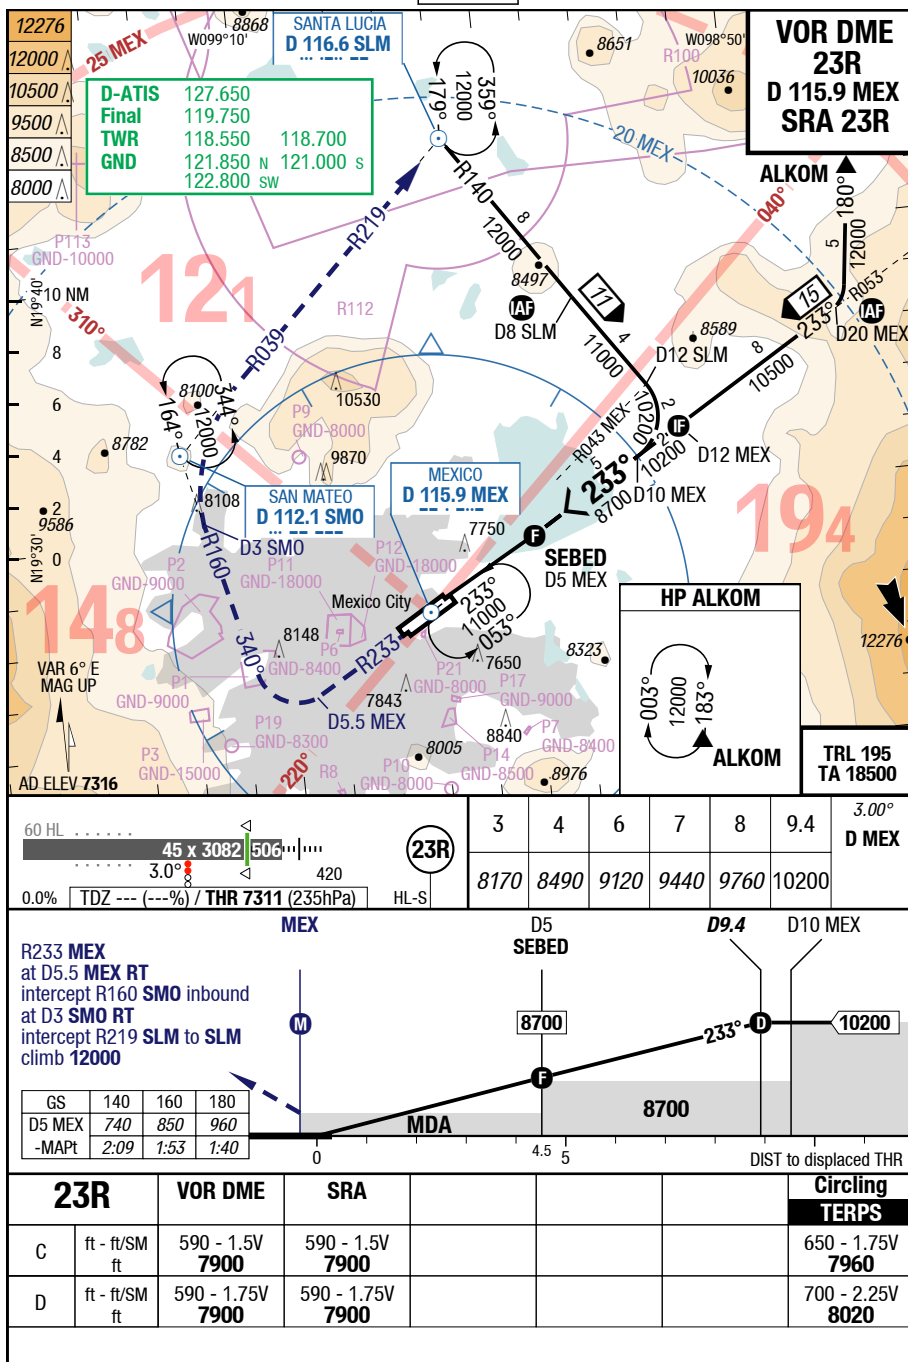 12276
12000
10500
9500
8500
8000
8868
W099°10'
25 MEX
SANTA LUCIA
D 116.6 SLM
D-ATIS 127.650
Final 119.750
TWR 118.550 118.700
GND 121.850 N 121.000 S
122.800 SW
179°
12000
359°
8651
R100
W098°50'
10036
20 MEX
VOR DME
23R
D 115.9 MEX
SRA 23R
ALKOM
180°
5
12000
040°
R140
8
12000
R219
P113
GND-10000
121
R112
8497
IAF
D8 SLM
11
4
11000
15
R053
233°
IAF
D20 MEX
N19°40'
10 NM
310°
R039
8589
D12 SLM
8
10500
8
8100
344°
12000
164°
10530
P9
GND-8000
2
10200
R043 MEX
IF
D12 MEX
6
8782
9870
2
10200
D10 MEX
5
233°
8700
4
SAN MATEO
D 112.1 SMO
MEXICO
D 115.9 MEX
194
8108
2
9586
D3 SMO
7750
F
SEBED
D5 MEX
N19°30'
0
R160
P2
GND-9000
P11
GND-18000
P12
GND-18000
Mexico City
233°
11000
053°
HP ALKOM
148
340°
8148
P6
GND-8400
R233
7650
8323
12276
003°
12000
183°
ALKOM
VAR 6° E
MAG UP
P1
GND-9000
P21
GND-8000
P17
GND-9000
7843
D5.5 MEX
8840
P7
GND-8400
P19
GND-8300
P3
GND-15000
220°
R8
8005
P10
GND-8000
P14
GND-8500
8976
AD ELEV 7316
TRL 195
TA 18500
60 HL
45 x 3082 506
3.0°
420
0.0%
TDZ --- (---%) / THR 7311 (235hPa)
HL-S
23R
3 4 6 7 8 9.4 3.00°
D MEX
8170 8490 9120 9440 9760 10200
MEX
D5
SEBED
D9.4
D10 MEX
R233 MEX
at D5.5 MEX RT
intercept R160 SMO inbound
at D3 SMO RT
intercept R219 SLM to SLM
climb 12000
M
8700
233°
D
10200
F
8700
MDA
GS 140 160 180
D5 MEX 740 850 960
-MAPt 2:09 1:53 1:40
0
4.5
5
DIST to displaced THR
23R VOR DME SRA Circling
TERPS
C ft - ft/SM 590 - 1.5V 590 - 1.5V 650 - 1.75V
ft 7900 7900 7960
D ft - ft/SM 590 - 1.75V 590 - 1.75V 700 - 2.25V
ft 7900 7900 8020